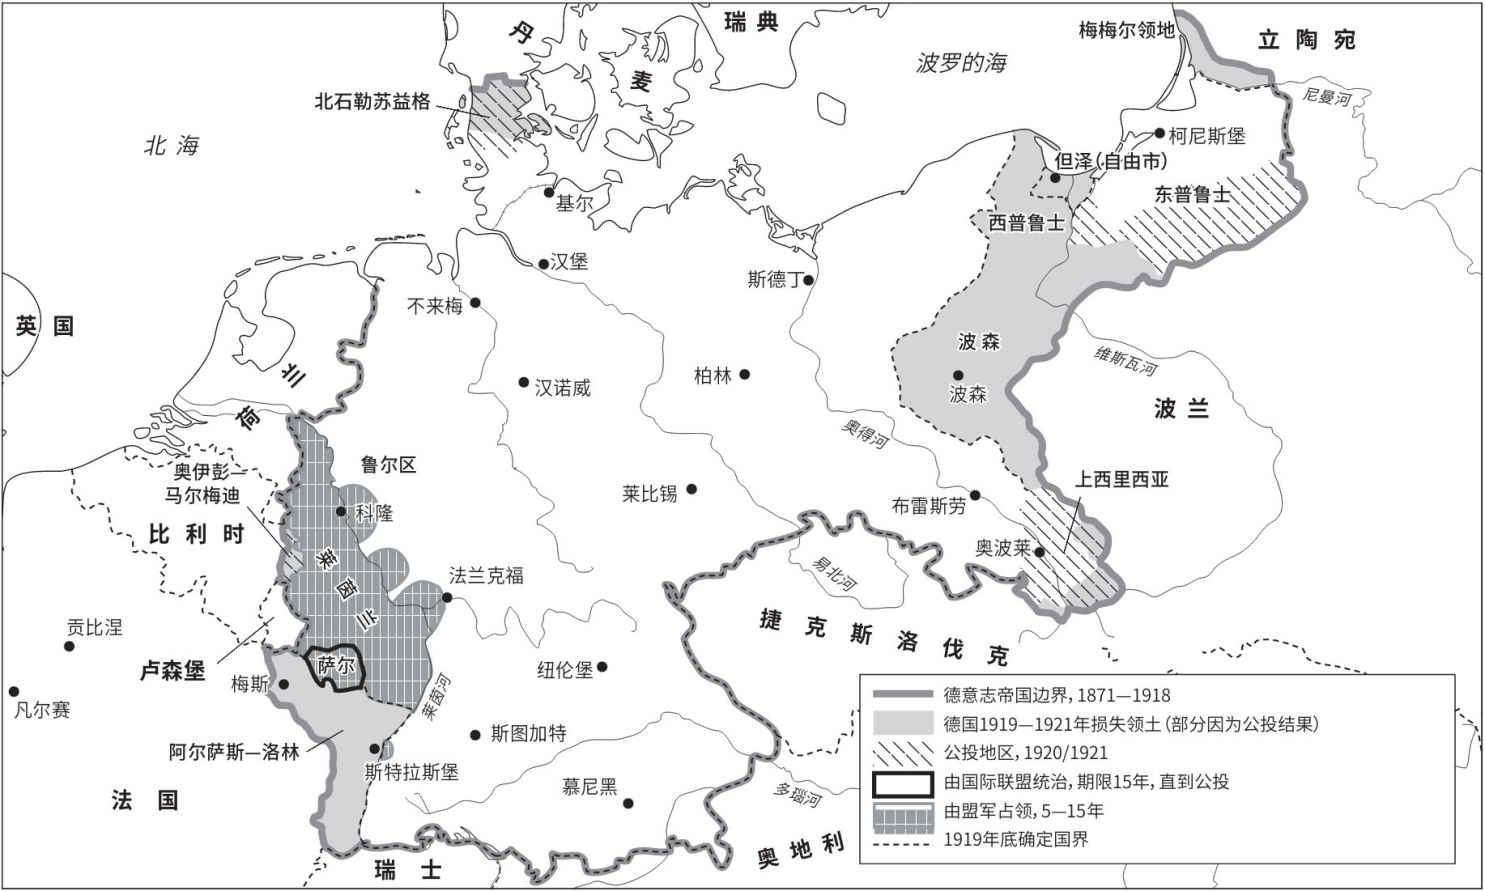 丹
麦
瑞典
波罗的海
梅梅尔领地
立陶宛
尼曼河
北石勒苏益格
北海
柯尼斯堡
但泽（自由市）
东普鲁士
西普鲁士
基尔
汉堡
斯德丁
不来梅
英国
波森
波森
维斯瓦河
波兰
柏林
汉诺威
荷兰
奥得河
鲁尔区
奥伊彭—
马尔梅迪
上西里西亚
莱比锡
布雷斯劳
科隆
比利时
奥波莱
莱茵兰
法兰克福
易北河
捷克斯洛伐克
贡比涅
卢森堡
萨尔
纽伦堡
梅斯
莱茵河
凡尔赛
斯图加特
阿尔萨斯—洛林
斯特拉斯堡
慕尼黑
多瑙河
法国
奥地利
瑞士
德意志帝国边界，1871—1918
德国1919—1921年损失领土（部分因为公投结果）
公投地区，1920/1921
由国际联盟统治，期限15年，直到公投
由盟军占领，5—15年
1919年底确定国界